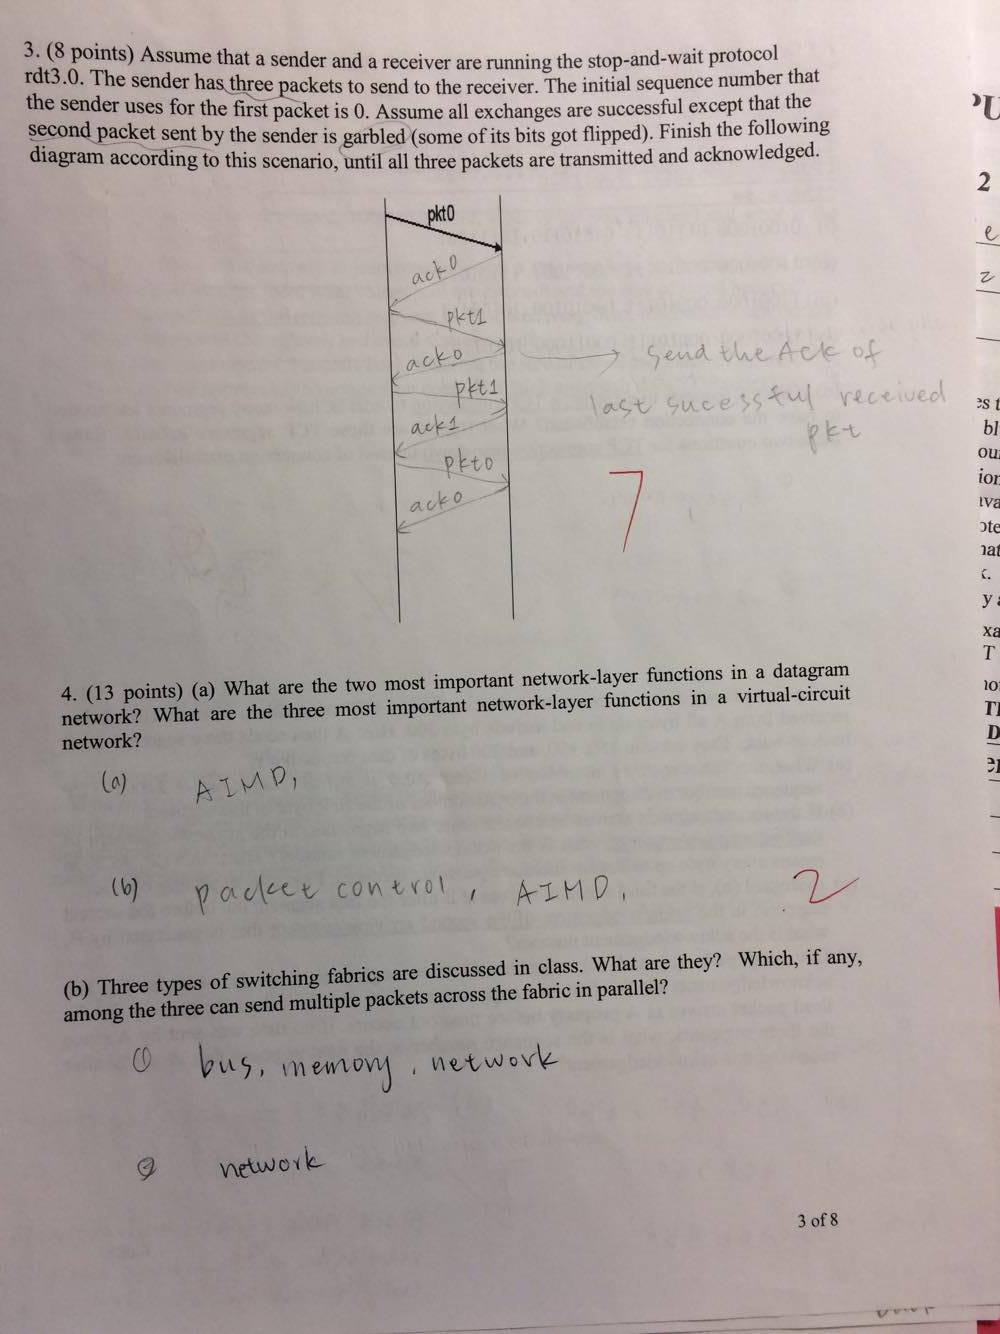 3. (8 points) Assume that a sender and a receiver are running the stop-and-wait protocol
rdt3.0. The sender has three packets to send to the receiver. The initial sequence number that
the sender uses for the first packet is 0. Assume all exchanges are successful except that the
second packet sent by the sender is garbled (some of its bits got flipped). Finish the following
diagram according to this scenario, until all three packets are transmitted and acknowledged.
pkt0
ack0
pkt1
ack0
send the Ack of
pkt1
last sucessful received
ack1
pkt
pkt0
7
ack0
4. (13 points) (a) What are the two most important network-layer functions in a datagram
network? What are the three most important network-layer functions in a virtual-circuit
network?
(a) AIMD,
(b) packet control, AIMD.
2
(b) Three types of switching fabrics are discussed in class. What are they? Which, if any,
among the three can send multiple packets across the fabric in parallel?
① bus, memory, network
② network
3 of 8
2
e
z
es t
bl
ion
y
xa
T
D